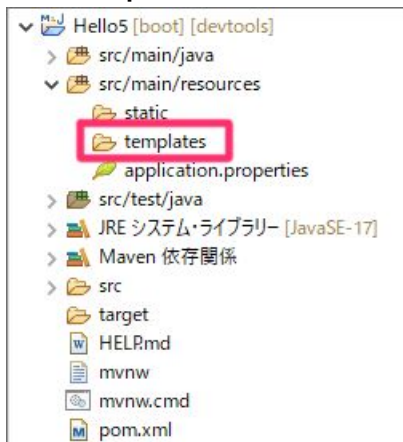 Hello5 [boot] [devtools]
src/main/java
src/main/resources
static
templates
application.properties
src/test/java
JRE システム・ライブラリー [JavaSE-17]
Maven 依存関係
src
target
HELP.md
mvnw
mvnw.cmd
pom.xml